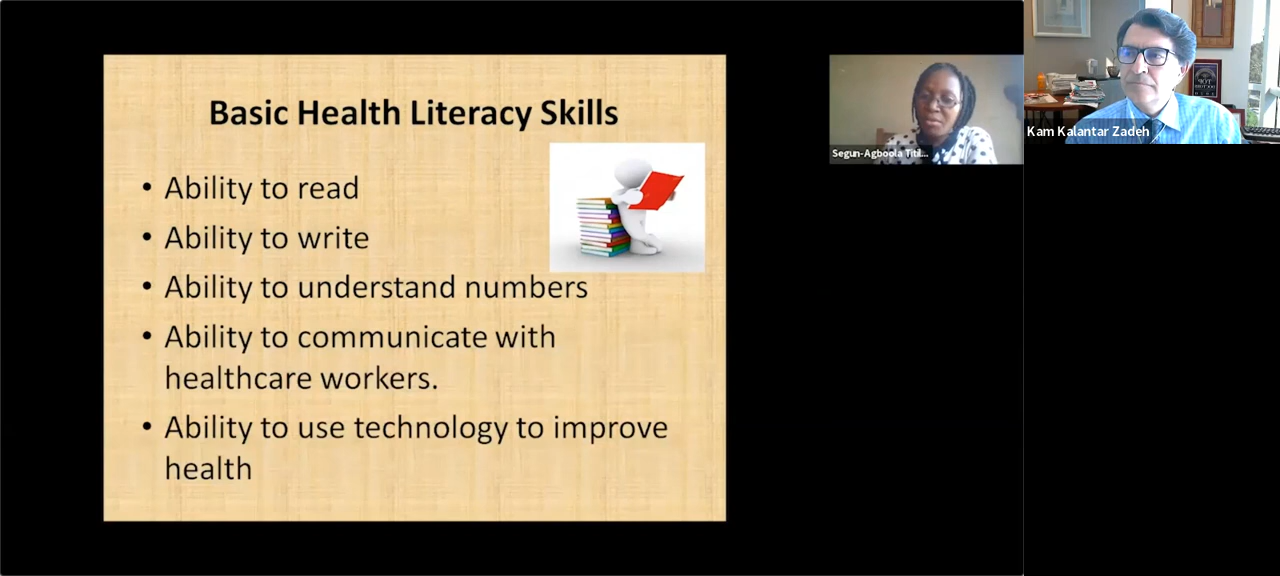 Basic Health Literacy Skills
• Ability to read
• Ability to write
• Ability to understand numbers
• Ability to communicate with
healthcare workers.
• Ability to use technology to improve
health
Segun-Agboola Titi...
Kam Kalantar Zadeh